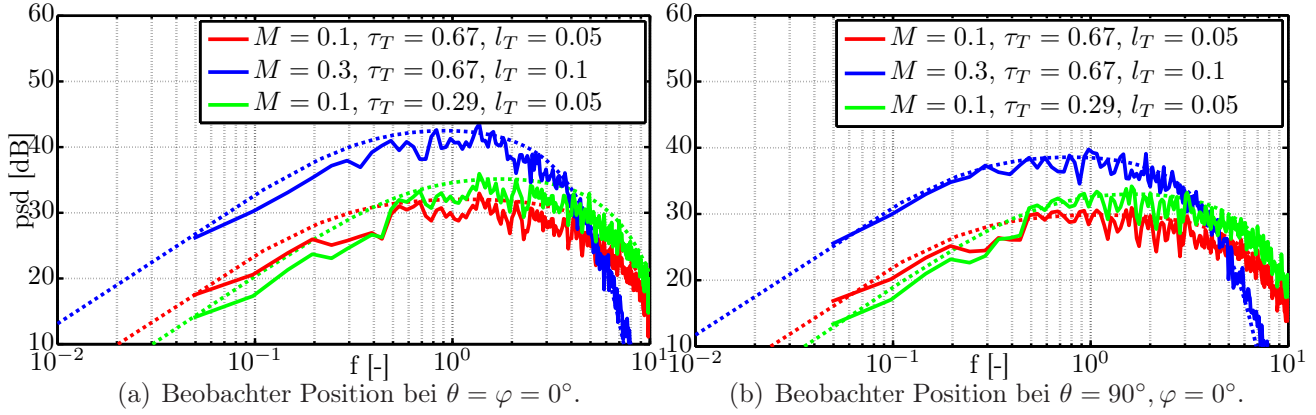 60
50
40
30
20
10
psd [dB]
M = 0.1, τ_T = 0.67, l_T = 0.05
M = 0.3, τ_T = 0.67, l_T = 0.1
M = 0.1, τ_T = 0.29, l_T = 0.05
10^−2 10^−1 10^0 10^1
f [-]
(a) Beobachter Position bei θ = φ = 0°.
60
50
40
30
20
10
M = 0.1, τ_T = 0.67, l_T = 0.05
M = 0.3, τ_T = 0.67, l_T = 0.1
M = 0.1, τ_T = 0.29, l_T = 0.05
10^−2 10^−1 10^0 10^1
f [-]
(b) Beobachter Position bei θ = 90°, φ = 0°.